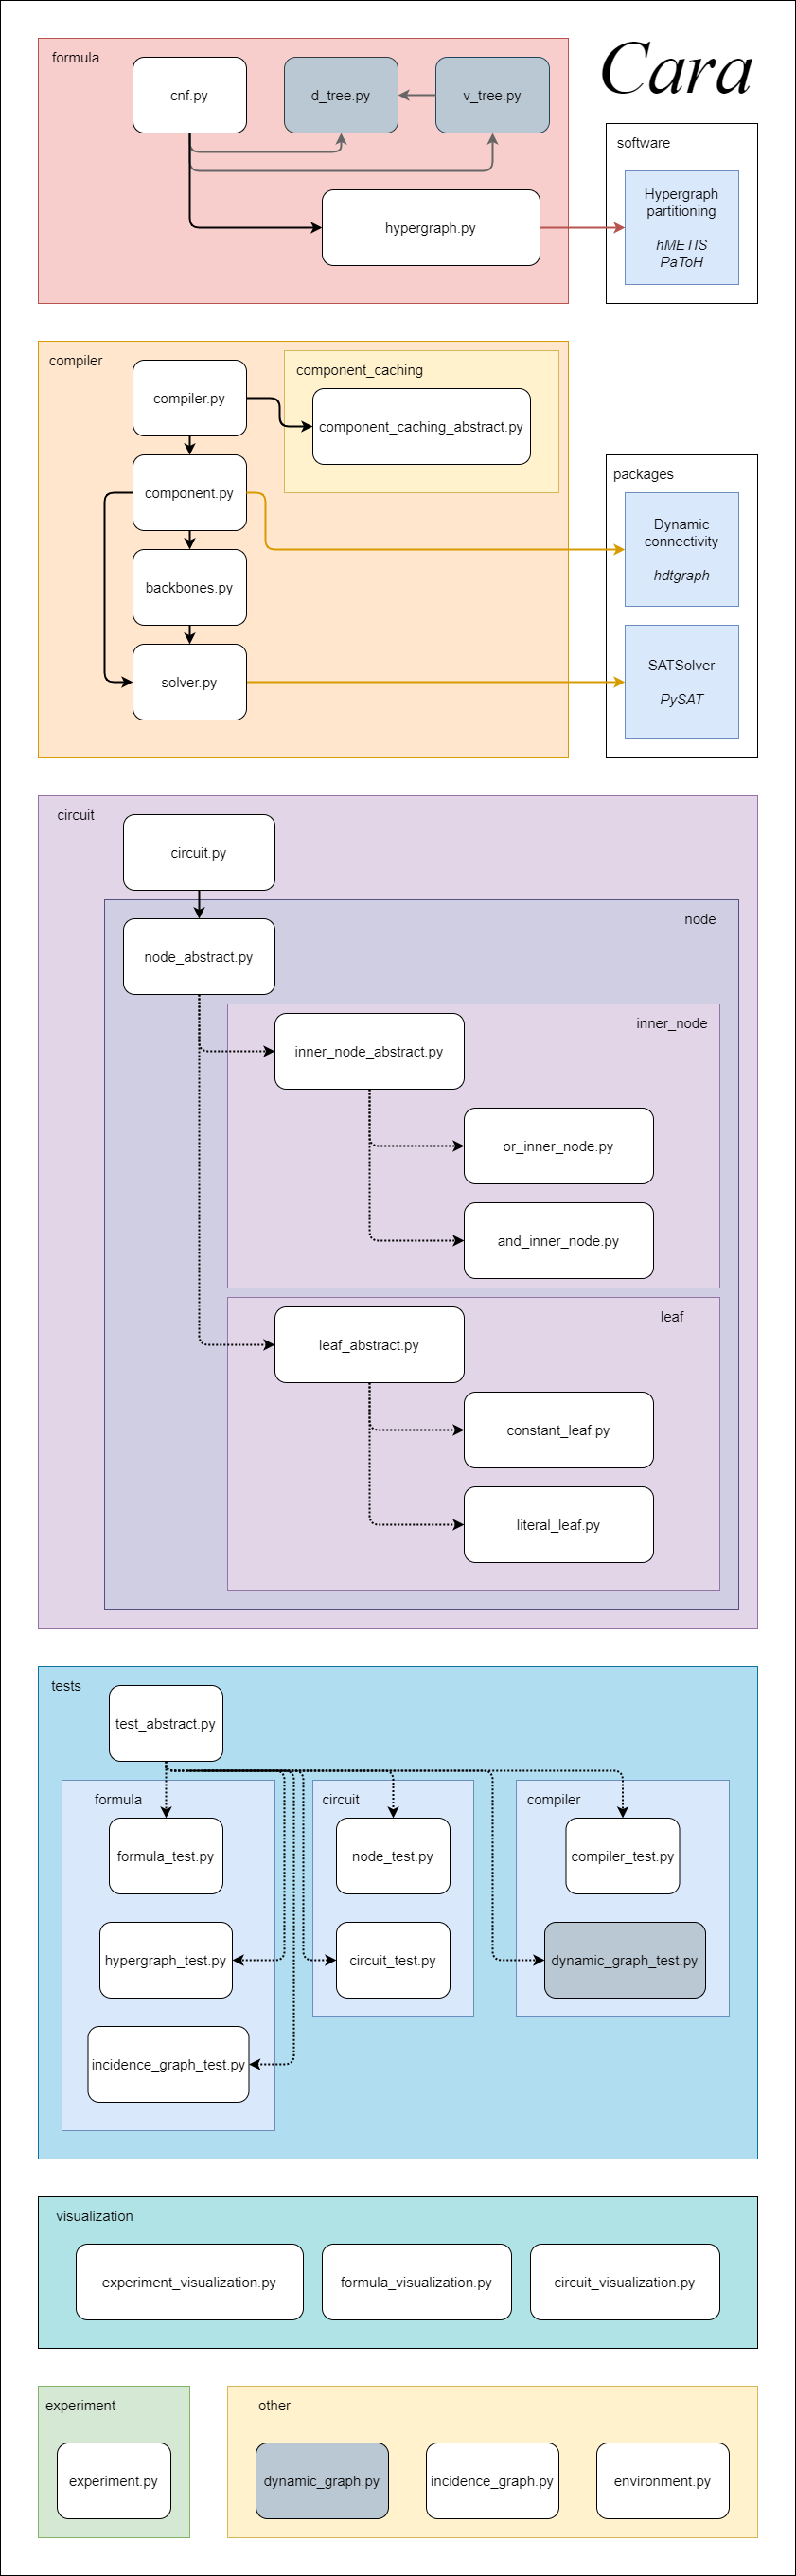 Cara
formula
cnf.py
d_tree.py
v_tree.py
hypergraph.py
software
Hypergraph
partitioning
hMETIS
PaToH
compiler
compiler.py
component_caching
component_caching_abstract.py
component.py
backbones.py
solver.py
packages
Dynamic
connectivity
hdtgraph
SATSolver
PySAT
circuit
circuit.py
node
node_abstract.py
inner_node
inner_node_abstract.py
or_inner_node.py
and_inner_node.py
leaf
leaf_abstract.py
constant_leaf.py
literal_leaf.py
tests
test_abstract.py
formula
formula_test.py
hypergraph_test.py
incidence_graph_test.py
circuit
node_test.py
circuit_test.py
compiler
compiler_test.py
dynamic_graph_test.py
visualization
experiment_visualization.py
formula_visualization.py
circuit_visualization.py
experiment
experiment.py
other
dynamic_graph.py
incidence_graph.py
environment.py